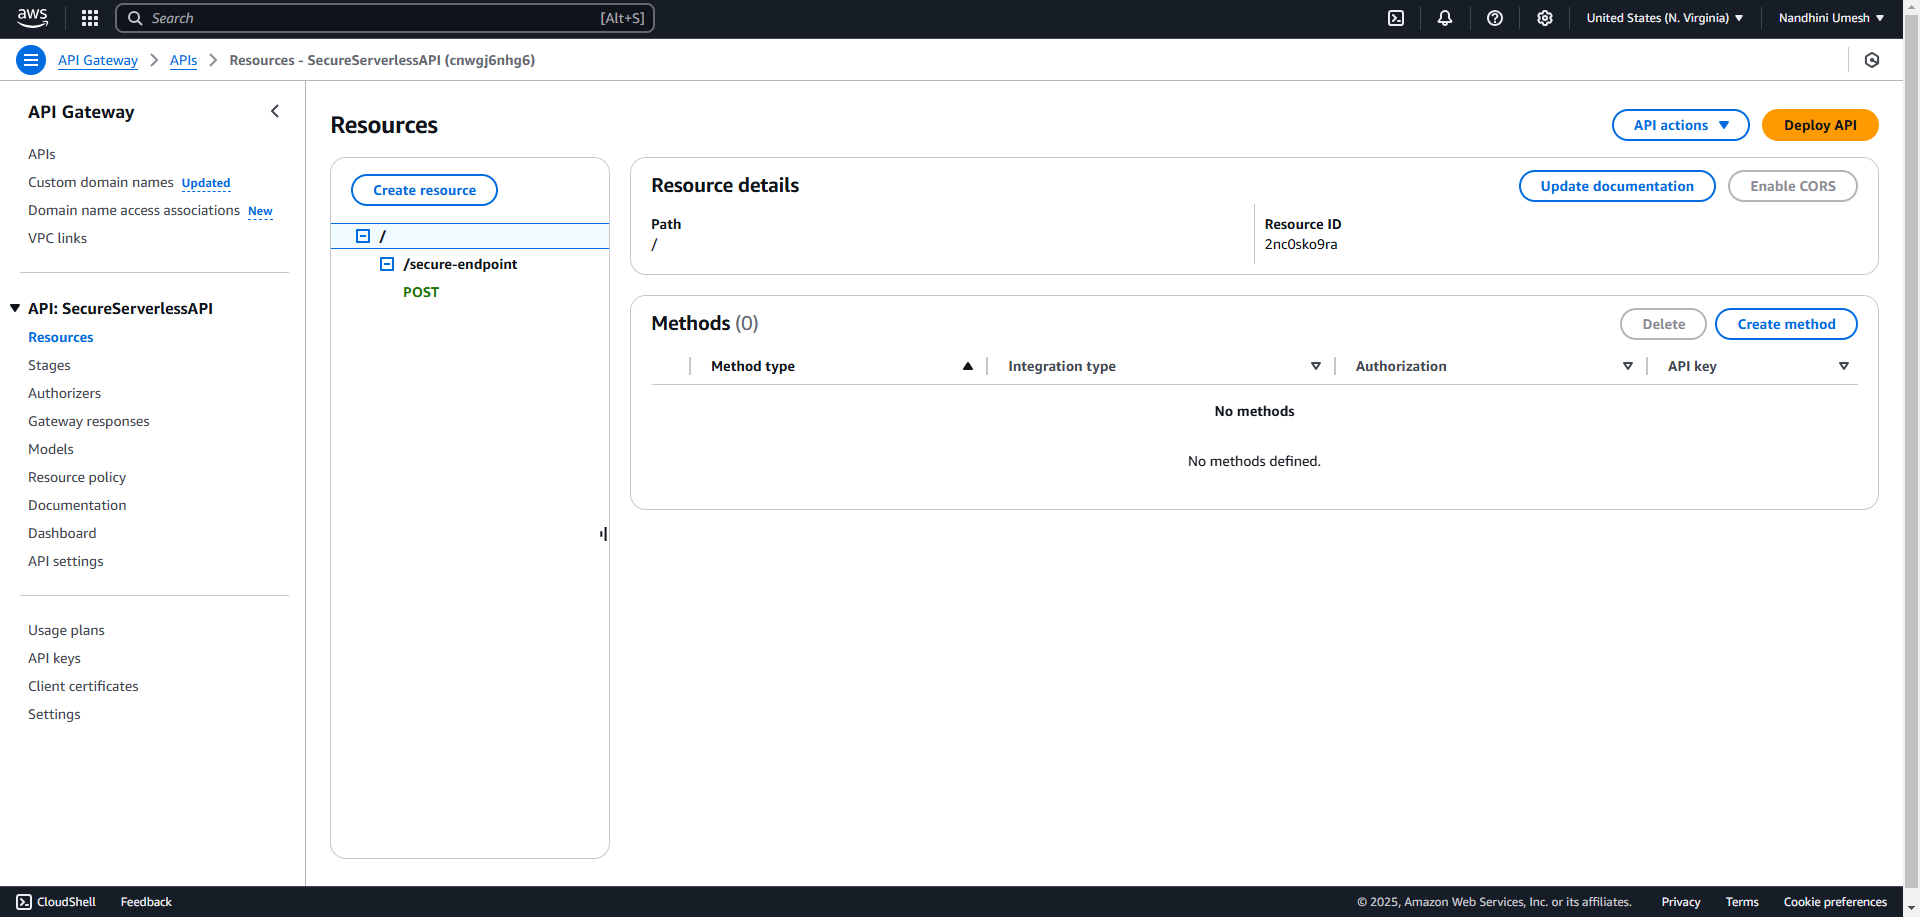 aws
Search [Alt+S]
United States (N. Virginia)
Nandhini Umesh
API Gateway
APIs
Resources - SecureServerlessAPI (cnwgj6nhg6)
API Gateway
APIs
Custom domain names Updated
Domain name access associations New
VPC links
API: SecureServerlessAPI
Resources
Stages
Authorizers
Gateway responses
Models
Resource policy
Documentation
Dashboard
API settings
Usage plans
API keys
Client certificates
Settings
Resources
API actions
Deploy API
Create resource
/
/secure-endpoint
POST
Resource details
Update documentation
Enable CORS
Path
/
Resource ID
2nc0sko9ra
Methods (0)
Delete
Create method
Method type
Integration type
Authorization
API key
No methods
No methods defined.
CloudShell
Feedback
© 2025, Amazon Web Services, Inc. or its affiliates.
Privacy
Terms
Cookie preferences